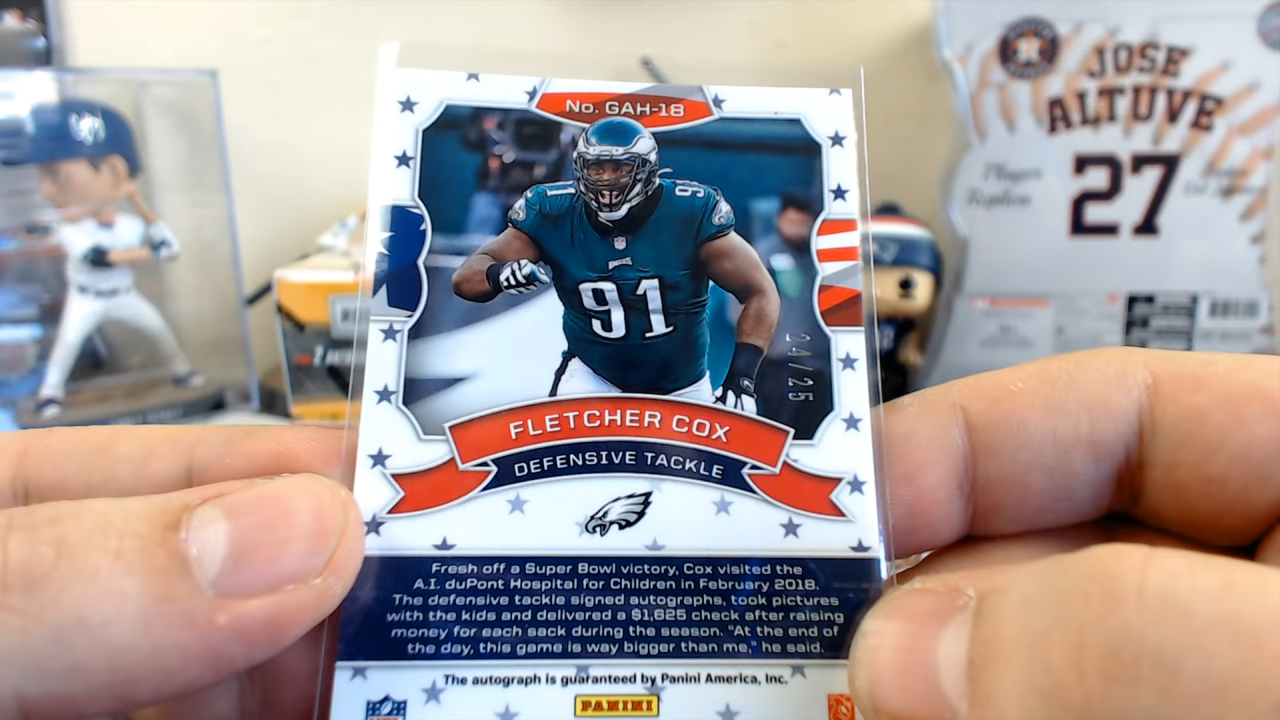 No. GAH-18
91
91
91
24/25
FLETCHER COX
DEFENSIVE TACKLE
Fresh off a Super Bowl victory, Cox visited the
A.I. duPont Hospital for Children in February 2018.
The defensive tackle signed autographs, took pictures
with the kids and delivered a $1,625 check after raising
money for each sack during the season. "At the end of
the day, this game is way bigger than me," he said.
The autograph is guaranteed by Panini America, Inc.
PANINI
JOSE
ALTUVE
27
Player
Replica